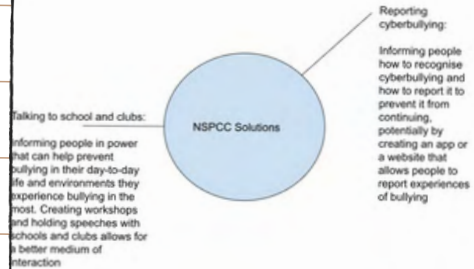 Reporting
cyberbullying:
Informing people
how to recognise
cyberbullying and
how to report it to
prevent it from
continuing,
potentially by
creating an app or
a website that
allows people to
report experiences
of bullying
NSPCC Solutions
Talking to school and clubs:
Informing people in power
that can help prevent
bullying in their day-to-day
life and environments they
experience bullying in the
most. Creating workshops
and holding speeches with
schools and clubs allows for
a better medium of
interaction